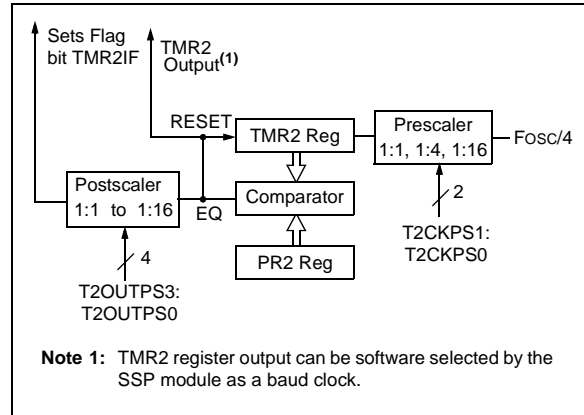 Sets Flag
bit TMR2IF
TMR2
Output(1)
RESET
TMR2 Reg
Prescaler
1:1, 1:4, 1:16
FOSC/4
2
T2CKPS1:
T2CKPS0
Postscaler
1:1 to 1:16
EQ
Comparator
4
T2OUTPS3:
T2OUTPS0
PR2 Reg
Note 1: TMR2 register output can be software selected by the
SSP module as a baud clock.